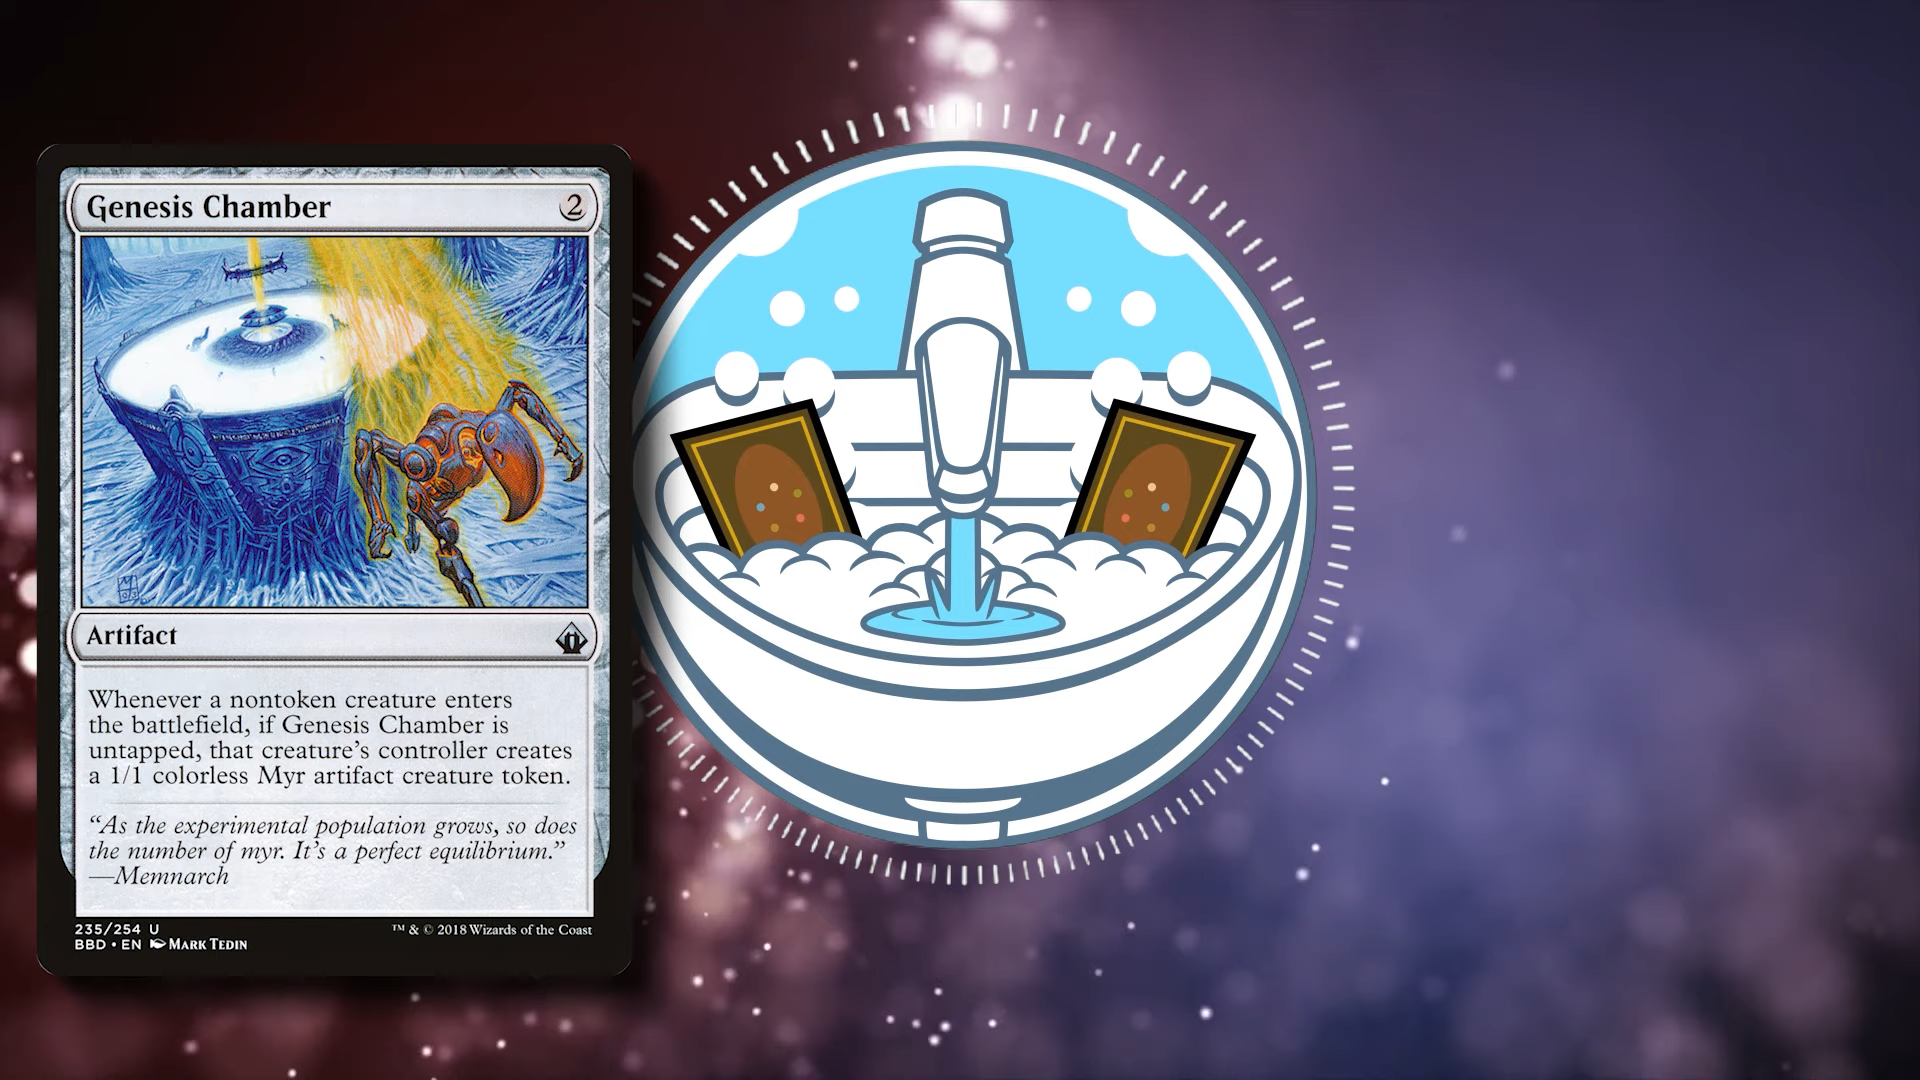 Genesis Chamber 2
Artifact
Whenever a nontoken creature enters
the battlefield, if Genesis Chamber is
untapped, that creature's controller creates
a 1/1 colorless Myr artifact creature token.
“As the experimental population grows, so does
the number of myr. It's a perfect equilibrium.”
—Memnarch
235/254 U
BBD • EN Mark Tedin
™ & © 2018 Wizards of the Coast